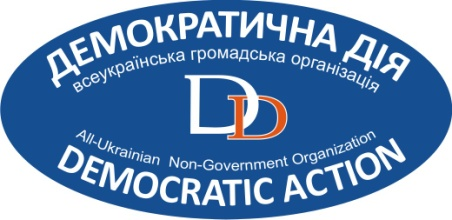 ДЕМОКРАТИЧНА ДІЯ
всеукраїнська громадська організація
DD
All-Ukrainian Non-Government Organization
DEMOCRATIC ACTION